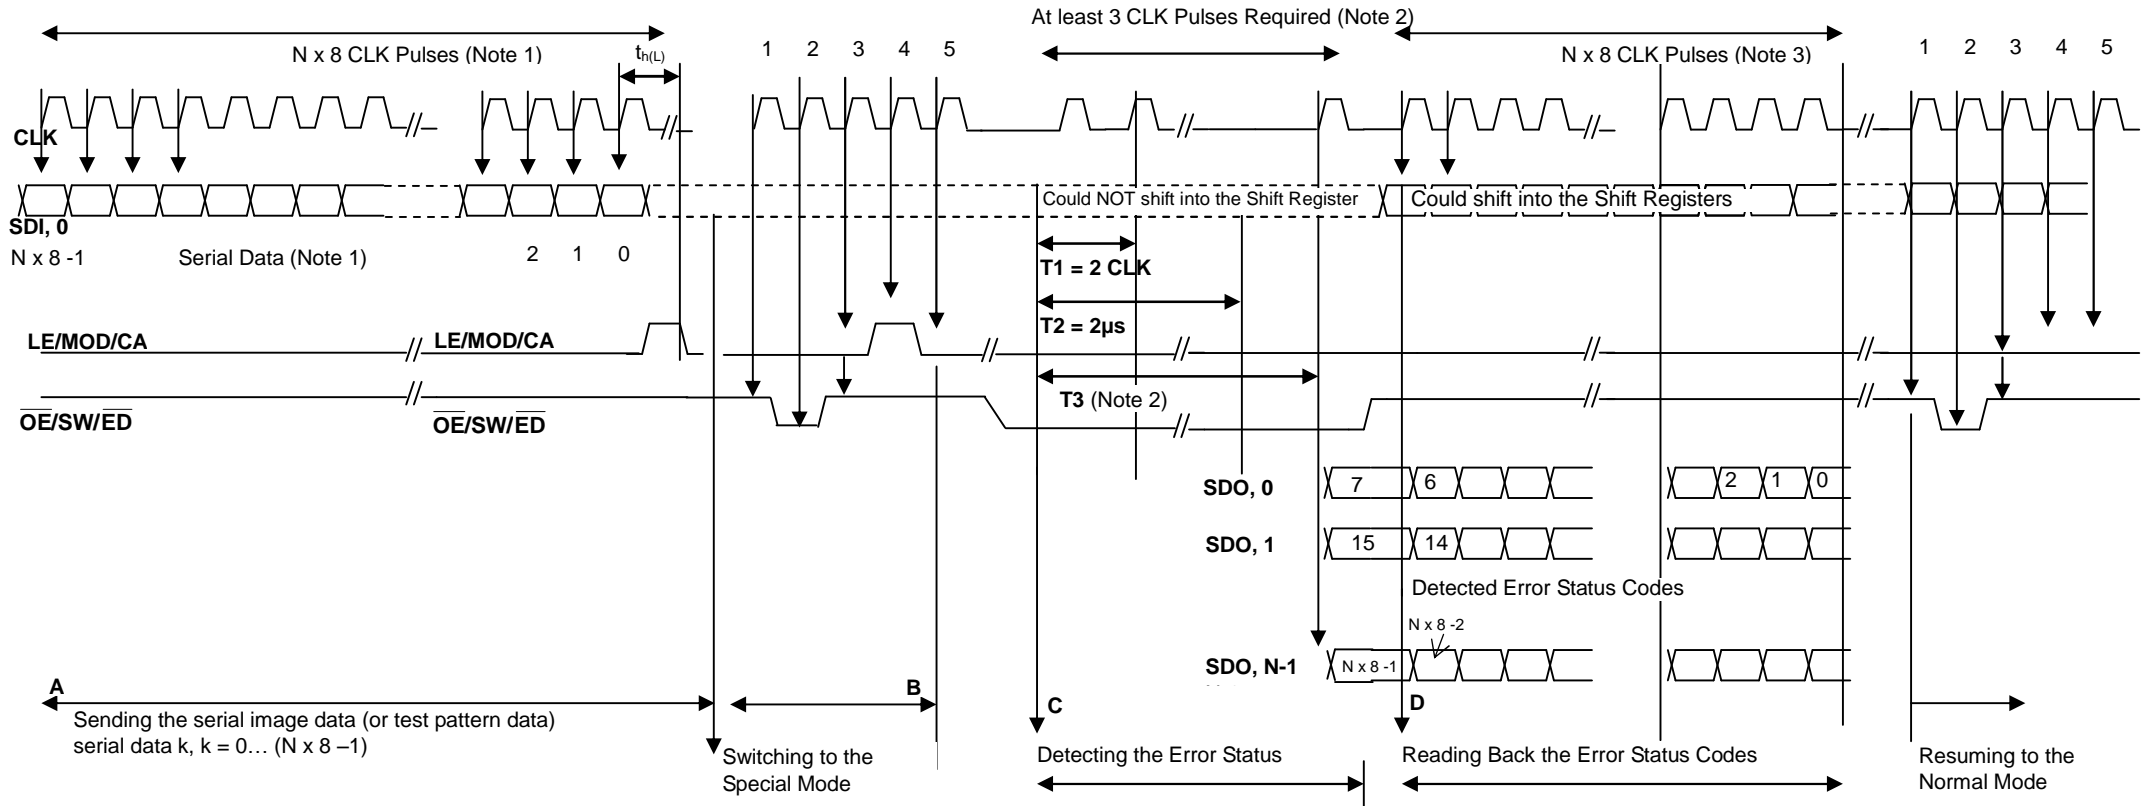 At least 3 CLK Pulses Required (Note 2)
N x 8 CLK Pulses (Note 1)
th(L)
1 2 3 4 5
N x 8 CLK Pulses (Note 3)
1 2 3 4 5
CLK
Could NOT shift into the Shift Register
Could shift into the Shift Registers
SDI, 0
N x 8 -1
Serial Data (Note 1)
2 1 0
T1 = 2 CLK
T2 = 2µs
LE/MOD/CA
LE/MOD/CA
T3 (Note 2)
OE/SW/ED
OE/SW/ED
SDO, 0
7 6
2 1 0
SDO, 1
15 14
Detected Error Status Codes
N x 8 -2
SDO, N-1
N x 8 -1
A
B
C
D
Sending the serial image data (or test pattern data)
serial data k, k = 0… (N x 8 –1)
Switching to the
Special Mode
Detecting the Error Status
Reading Back the Error Status Codes
Resuming to the
Normal Mode